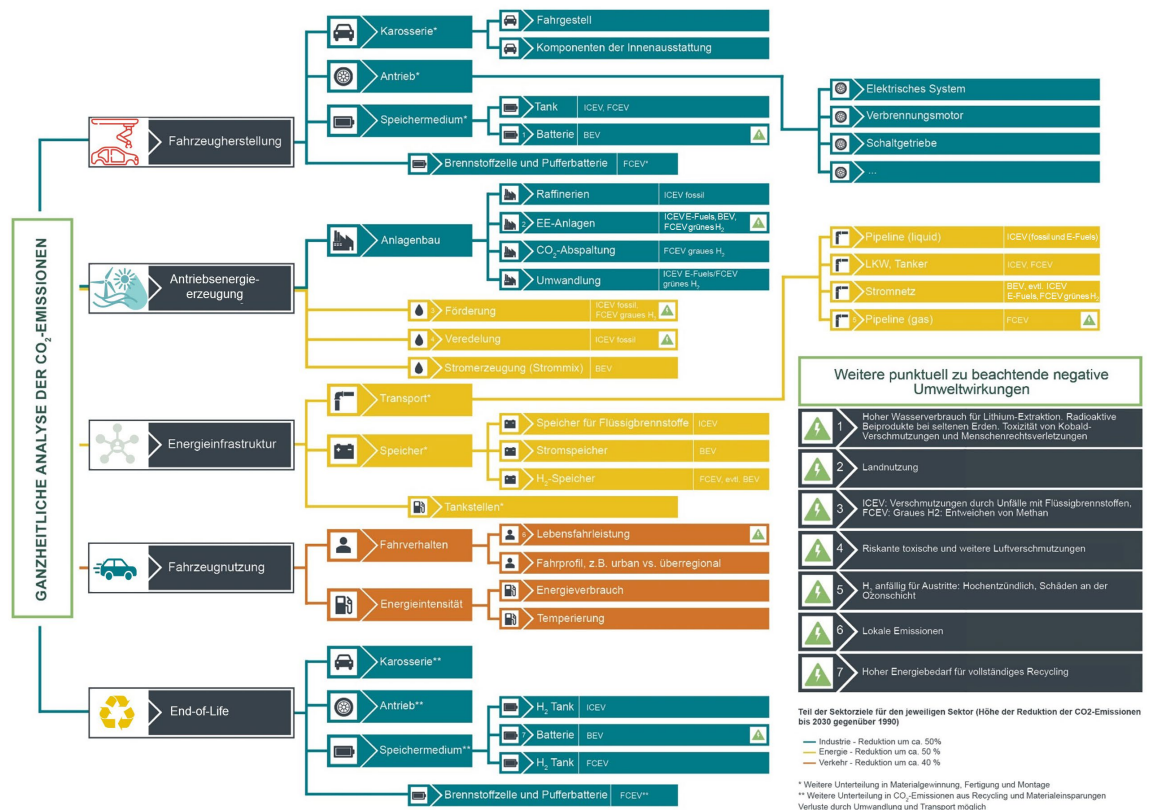 GANZHEITLICHE ANALYSE DER CO₂-EMISSIONEN
Fahrzeugherstellung
Karosserie*
Fahrgestell
Komponenten der Innenausstattung
Antrieb*
Elektrisches System
Verbrennungsmotor
Schaltgetriebe
...
Speichermedium*
Tank ICEV, FCEV
1 Batterie BEV
Brennstoffzelle und Pufferbatterie FCEV*
Antriebsenergie-
erzeugung
Anlagenbau
Raffinerien ICEV fossil
2 EE-Anlagen ICEV E-Fuels, BEV,
FCEV grünes H₂
CO₂-Abspaltung FCEV graues H₂
Umwandlung ICEV E-Fuels/FCEV
grünes H₂
3 Förderung ICEV fossil,
FCEV graues H₂
4 Veredelung ICEV fossil
Stromerzeugung (Strommix) BEV
Energieinfrastruktur
Transport*
Pipeline (liquid) ICEV (fossil und E-Fuels)
LKW, Tanker ICEV, FCEV
Stromnetz BEV, evtl. ICEV
E-Fuels, FCEV grünes H₂
5 Pipeline (gas) FCEV
Speicher*
Speicher für Flüssigbrennstoffe ICEV
Stromspeicher BEV
H₂-Speicher FCEV, evtl. BEV
Tankstellen*
Fahrzeugnutzung
Fahrverhalten
6 Lebensfahrleistung
Fahrprofil, z.B. urban vs. überregional
Energieintensität
Energieverbrauch
Temperierung
End-of-Life
Karosserie**
Antrieb**
Speichermedium**
H₂ Tank ICEV
7 Batterie BEV
H₂ Tank FCEV
Brennstoffzelle und Pufferbatterie FCEV**
Weitere punktuell zu beachtende negative
Umweltwirkungen
1 Hoher Wasserverbrauch für Lithium-Extraktion. Radioaktive
Beiprodukte bei seltenen Erden. Toxizität von Kobald-
Verschmutzungen und Menschenrechtsverletzungen
2 Landnutzung
3 ICEV: Verschmutzungen durch Unfälle mit Flüssigbrennstoffen,
FCEV: Graues H2: Entweichen von Methan
4 Riskante toxische und weitere Luftverschmutzungen
5 H₂ anfällig für Austritte: Hochentzündlich, Schäden an der
Ozonschicht
6 Lokale Emissionen
7 Hoher Energiebedarf für vollständiges Recycling
Teil der Sektorziele für den jeweiligen Sektor (Höhe der Reduktion der CO2-Emissionen
bis 2030 gegenüber 1990)
Industrie - Reduktion um ca. 50%
Energie - Reduktion um ca. 50 %
Verkehr - Reduktion um ca. 40 %
* Weitere Unterteilung in Materialgewinnung, Fertigung und Montage
** Weitere Unterteilung in CO₂-Emissionen aus Recycling und Materialeinsparungen
Verluste durch Umwandlung und Transport möglich